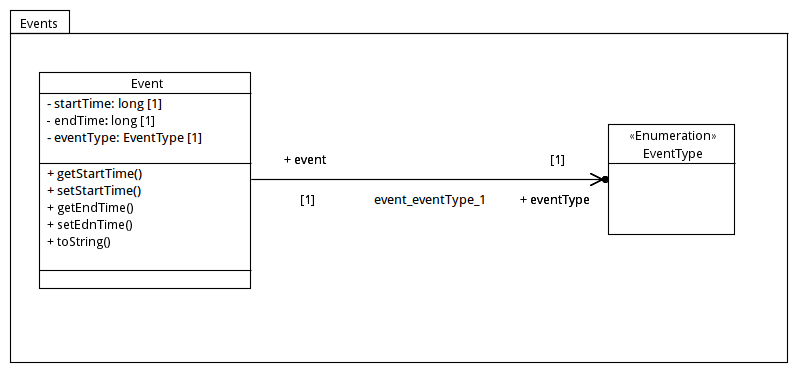 Events
Event
- startTime: long [1]
- endTime: long [1]
- eventType: EventType [1]
+ getStartTime()
+ setStartTime()
+ getEndTime()
+ setEdnTime()
+ toString()
+ event
[1]
[1]
event_eventType_1
+ eventType
«Enumeration»
EventType